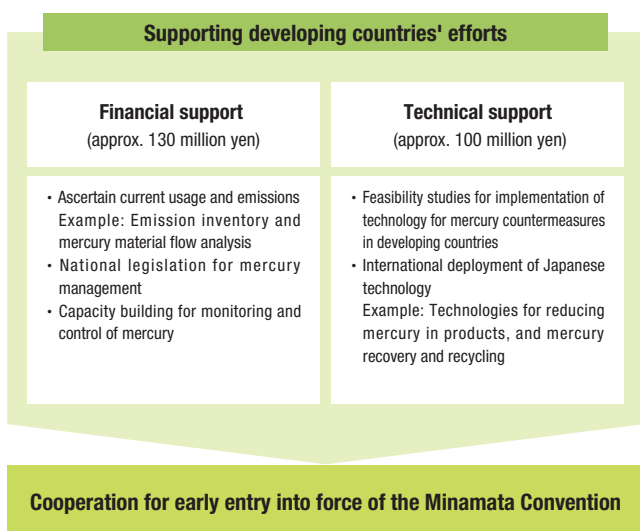 Supporting developing countries' efforts
Financial support
(approx. 130 million yen)
・Ascertain current usage and emissions
Example: Emission inventory and
mercury material flow analysis
・National legislation for mercury
management
・Capacity building for monitoring and
control of mercury
Technical support
(approx. 100 million yen)
・Feasibility studies for implementation of
technology for mercury countermeasures
in developing countries
・International deployment of Japanese
technology
Example: Technologies for reducing
mercury in products, and mercury
recovery and recycling
Cooperation for early entry into force of the Minamata Convention